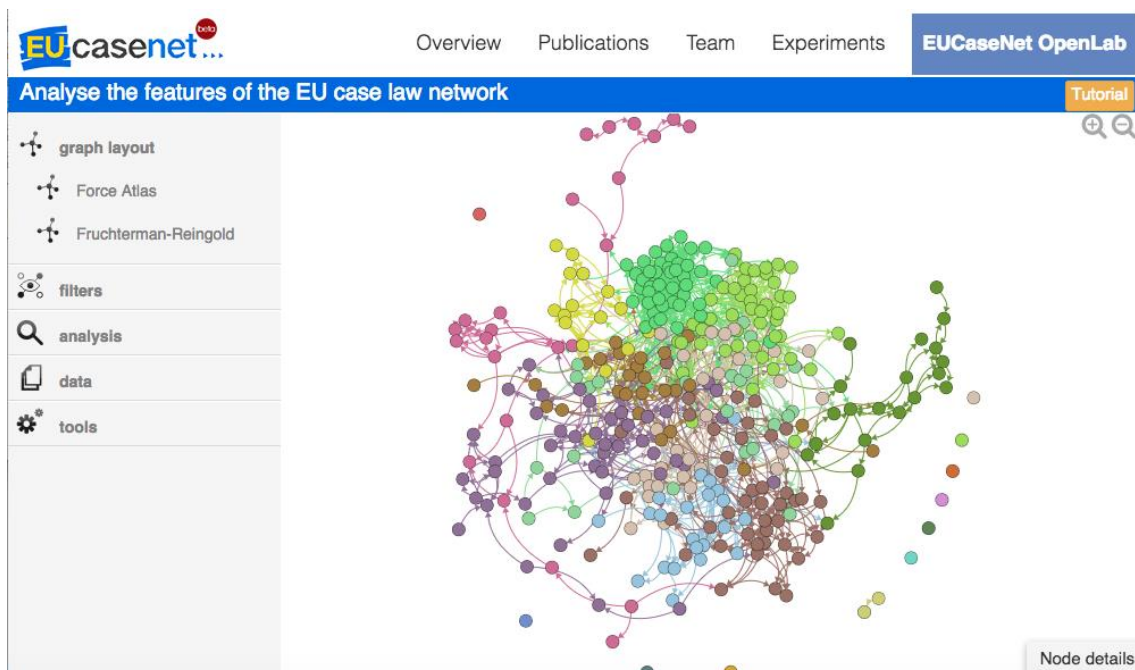 EUcasenet...
beta
Overview Publications Team Experiments EUCaseNet OpenLab
Analyse the features of the EU case law network Tutorial
graph layout
Force Atlas
Fruchterman-Reingold
filters
analysis
data
tools
Node details